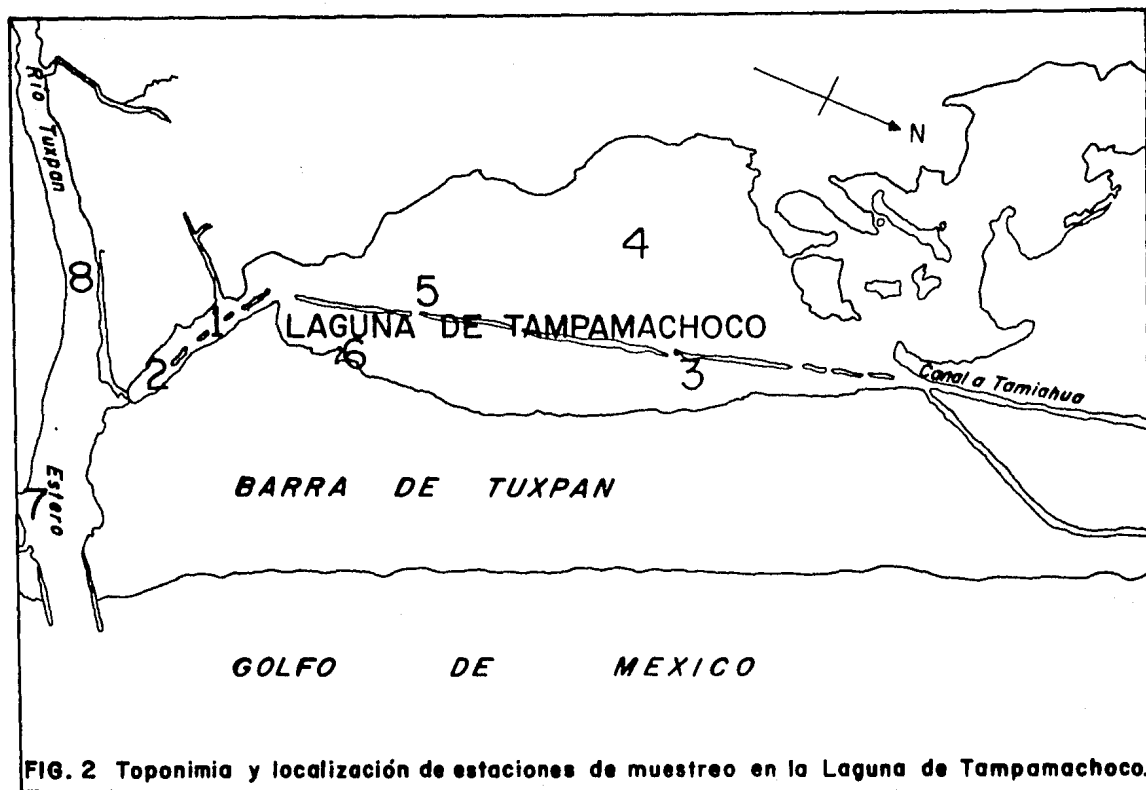 Río Tuxpan
N
4
8
5
1
LAGUNA DE TAMPAMACHOCO
6
2
3
Canal a Tamiahua
BARRA DE TUXPAN
7
Estero
GOLFO DE MEXICO
FIG. 2 Toponimia y localización de estaciones de muestreo en la Laguna de Tampamachoco.